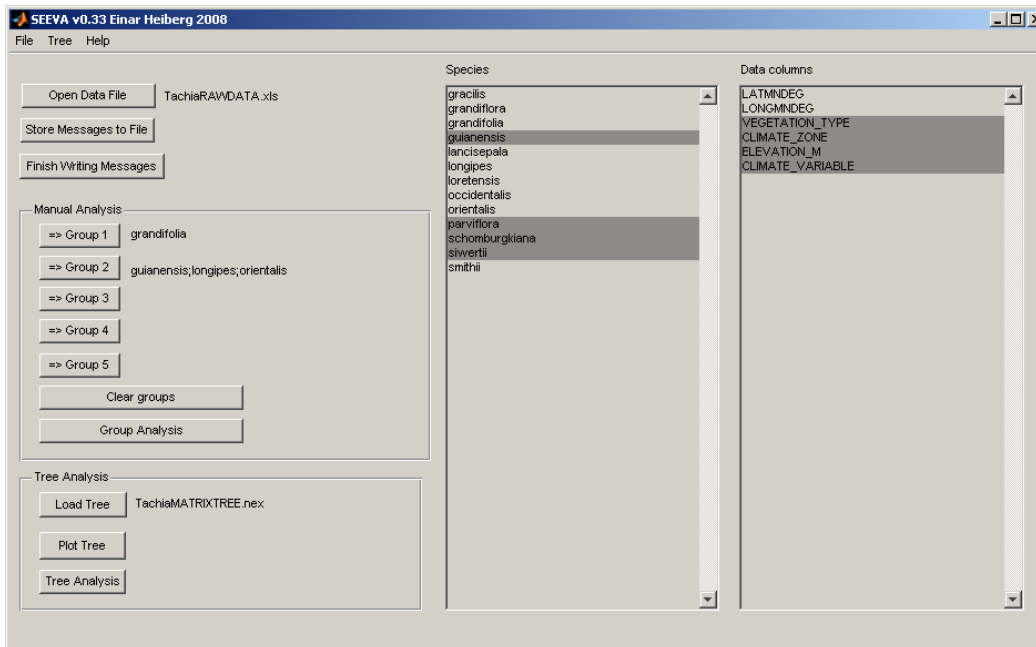 SEEVA v0.33 Einar Heiberg 2008
File Tree Help
Open Data File TachiaRAWDATA.xls
Store Messages to File
Finish Writing Messages
Manual Analysis
=> Group 1 grandifolia
=> Group 2 guianensis;longipes;orientalis
=> Group 3
=> Group 4
=> Group 5
Clear groups
Group Analysis
Tree Analysis
Load Tree TachiaMATRIXTREE.nex
Plot Tree
Tree Analysis
Species
gracilis
grandiflora
grandifolia
guianensis
lancisepala
longipes
loretensis
occidentalis
orientalis
parviflora
schomburgkiana
siwertii
smithii
Data columns
LATMNDEG
LONGMNDEG
VEGETATION_TYPE
CLIMATE_ZONE
ELEVATION_M
CLIMATE_VARIABLE